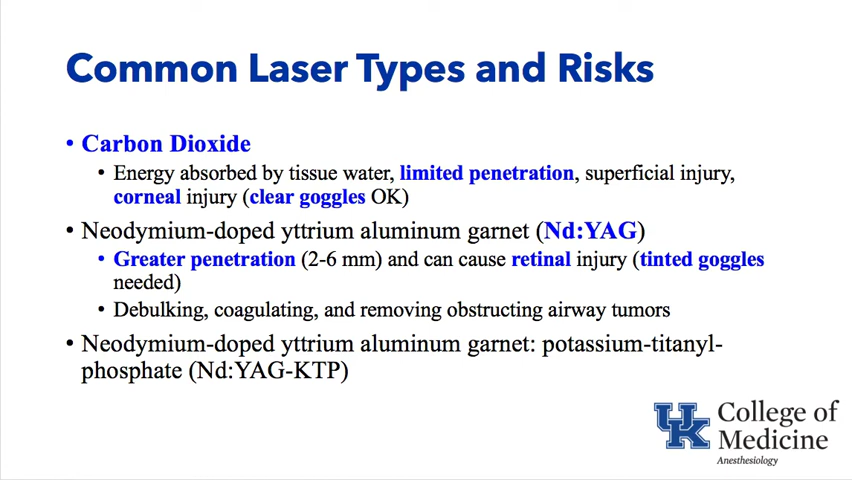 Common Laser Types and Risks
• Carbon Dioxide
• Energy absorbed by tissue water, limited penetration, superficial injury,
corneal injury (clear goggles OK)
• Neodymium-doped yttrium aluminum garnet (Nd:YAG)
• Greater penetration (2-6 mm) and can cause retinal injury (tinted goggles
needed)
• Debulking, coagulating, and removing obstructing airway tumors
• Neodymium-doped yttrium aluminum garnet: potassium-titanyl-
phosphate (Nd:YAG-KTP)
UK College of
Medicine
Anesthesiology